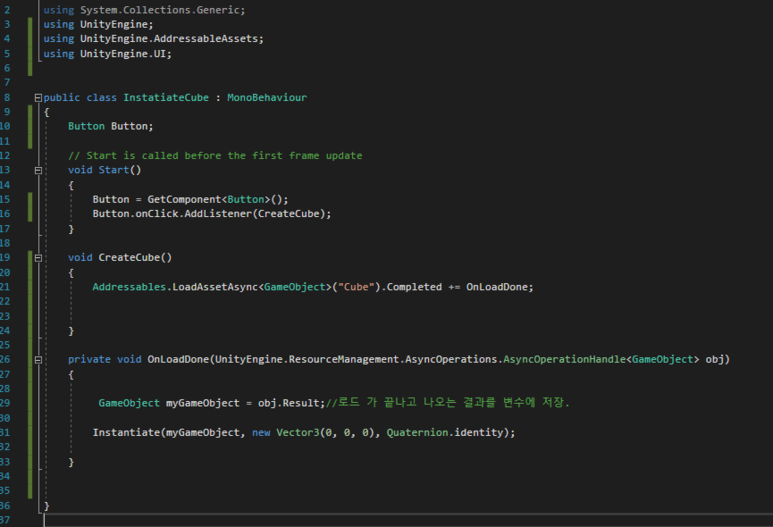 2 using System.Collections.Generic;
3 using UnityEngine;
4 using UnityEngine.AddressableAssets;
5 using UnityEngine.UI;
6
7
8 public class InstatiateCube : MonoBehaviour
9 {
10 Button Button;
11
12 // Start is called before the first frame update
13 void Start()
14 {
15 Button = GetComponent<Button>();
16 Button.onClick.AddListener(CreateCube);
17 }
18
19 void CreateCube()
20 {
21 Addressables.LoadAssetAsync<GameObject>("Cube").Completed += OnLoadDone;
22
23
24 }
25
26 private void OnLoadDone(UnityEngine.ResourceManagement.AsyncOperations.AsyncOperationHandle<GameObject> obj)
27 {
28
29 GameObject myGameObject = obj.Result;//로드 가 끝나고 나오는 결과를 변수에 저장.
30
31 Instantiate(myGameObject, new Vector3(0, 0, 0), Quaternion.identity);
32
33 }
34
35
36 }
37